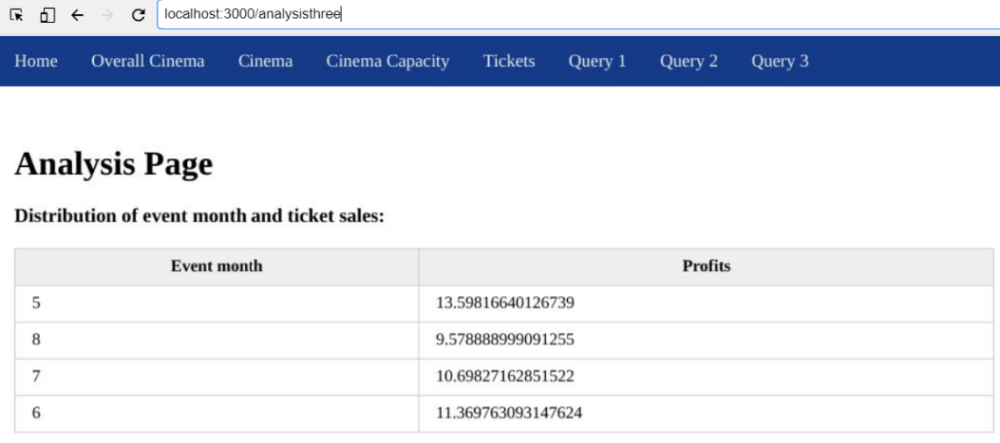 localhost:3000/analysisthree
Home Overall Cinema Cinema Cinema Capacity Tickets Query 1 Query 2 Query 3
Analysis Page
Distribution of event month and ticket sales:
Event month Profits
5 13.59816640126739
8 9.578888999091255
7 10.69827162851522
6 11.369763093147624